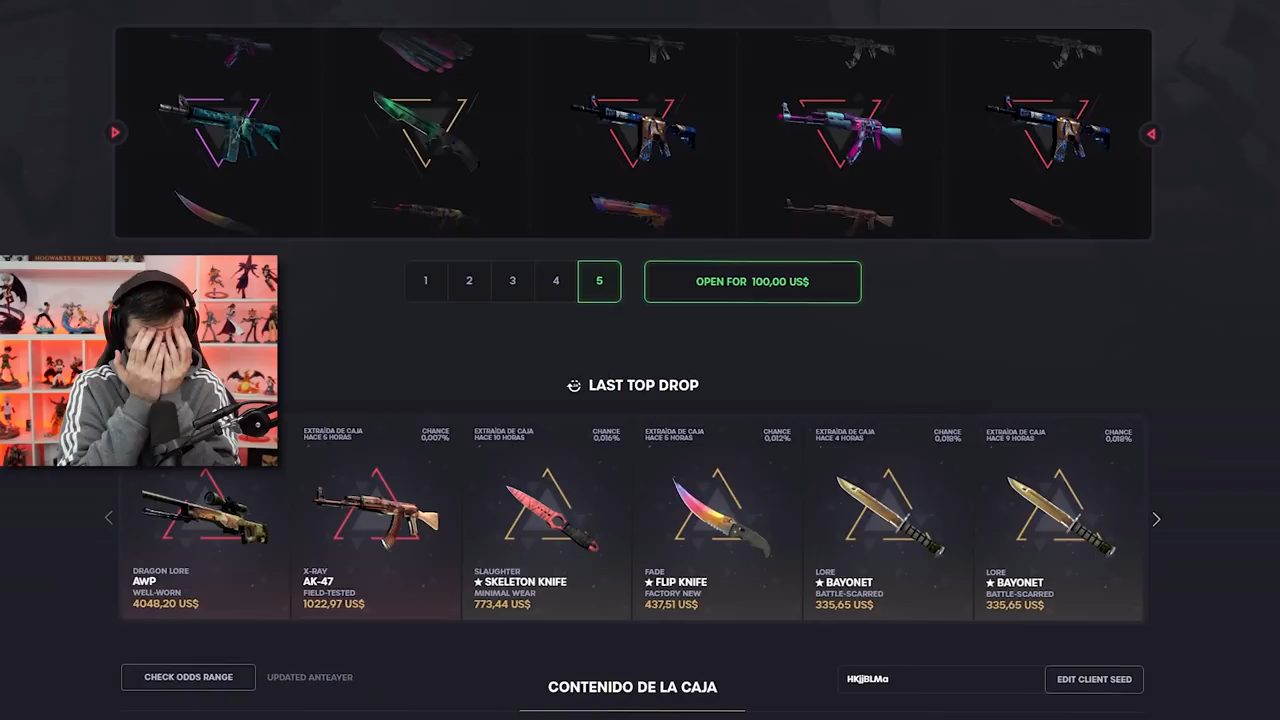 HOGWARTS EXPRESS
1
2
3
4
5
OPEN FOR 100,00 US$
LAST TOP DROP
EXTRAÍDA DE CAJA
HACE 5 HORAS
CHANCE
0,007%
X-RAY
AK-47
FIELD-TESTED
1022,97 US$
EXTRAÍDA DE CAJA
HACE 10 HORAS
CHANCE
0,016%
SLAUGHTER
★ SKELETON KNIFE
MINIMAL WEAR
773,44 US$
EXTRAÍDA DE CAJA
HACE 5 HORAS
CHANCE
0,012%
FADE
★ FLIP KNIFE
FACTORY NEW
437,51 US$
EXTRAÍDA DE CAJA
HACE 4 HORAS
CHANCE
0,018%
LORE
★ BAYONET
BATTLE-SCARRED
335,65 US$
EXTRAÍDA DE CAJA
HACE 9 HORAS
CHANCE
0,018%
LORE
★ BAYONET
BATTLE-SCARRED
335,65 US$
DRAGON LORE
AWP
WELL-WORN
4048,20 US$
CHECK ODDS RANGE
UPDATED ANTEAYER
CONTENIDO DE LA CAJA
HKjjBLMa
EDIT CLIENT SEED